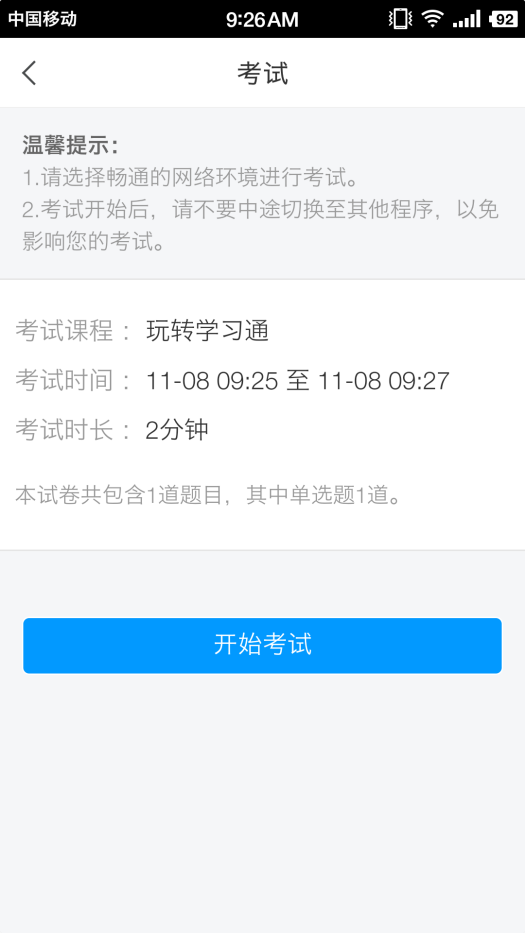 中国移动 9:26AM 92
考试
温馨提示：
1.请选择畅通的网络环境进行考试。
2.考试开始后，请不要中途切换至其他程序，以免
影响您的考试。
考试课程 ： 玩转学习通
考试时间 ： 11-08 09:25 至 11-08 09:27
考试时长 ： 2分钟
本试卷共包含1道题目，其中单选题1道。
开始考试